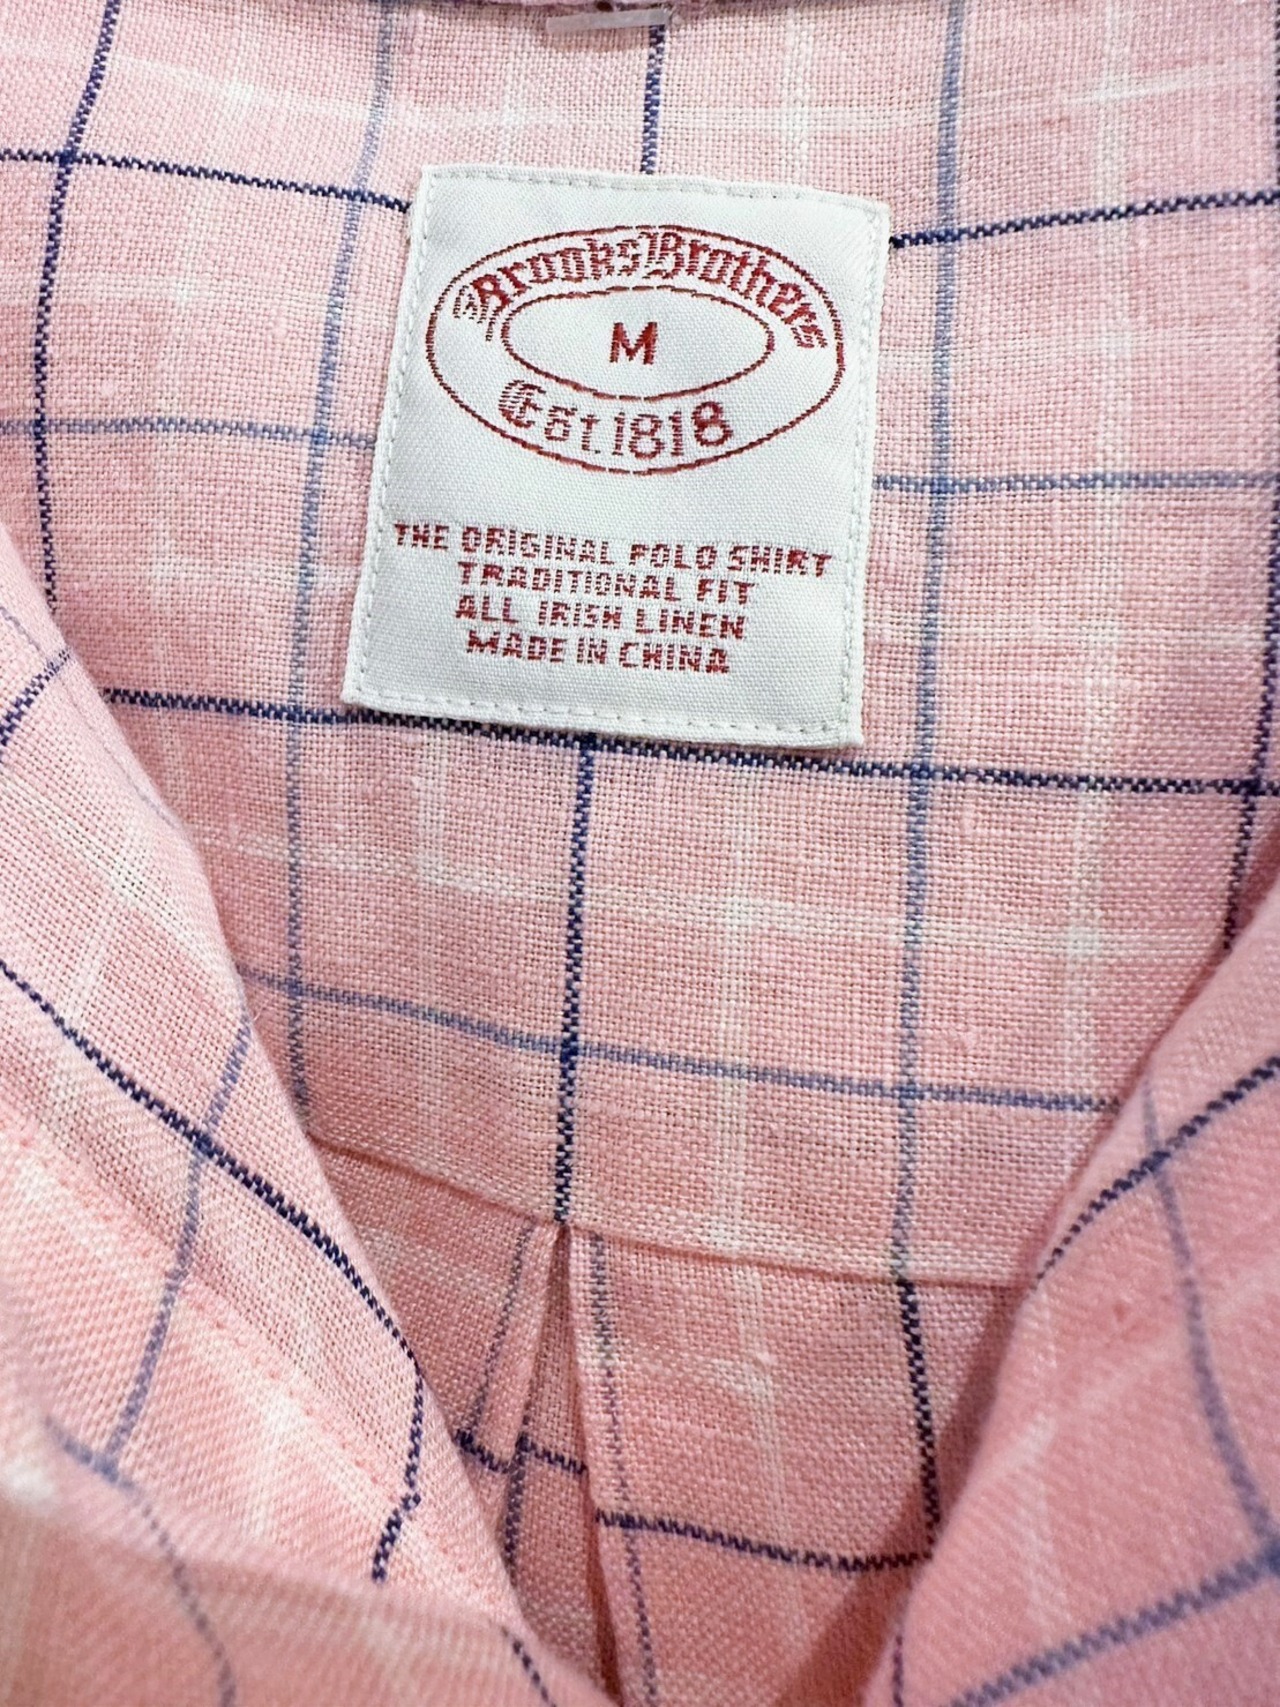 Brooks Brothers
M
Est. 1818
THE ORIGINAL POLO SHIRT
TRADITIONAL FIT
ALL IRISH LINEN
MADE IN CHINA